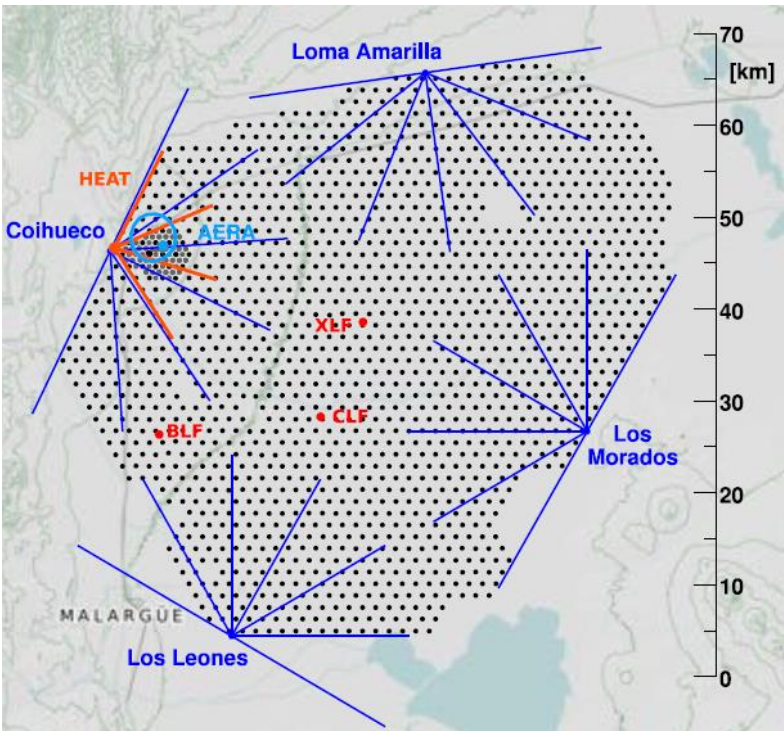 70
Loma Amarilla
[km]
60
HEAT
50
Coihueco
AERA
40
XLF
30
CLF
BLF
Los
Morados
20
10
MALARGÜE
Los Leones
0